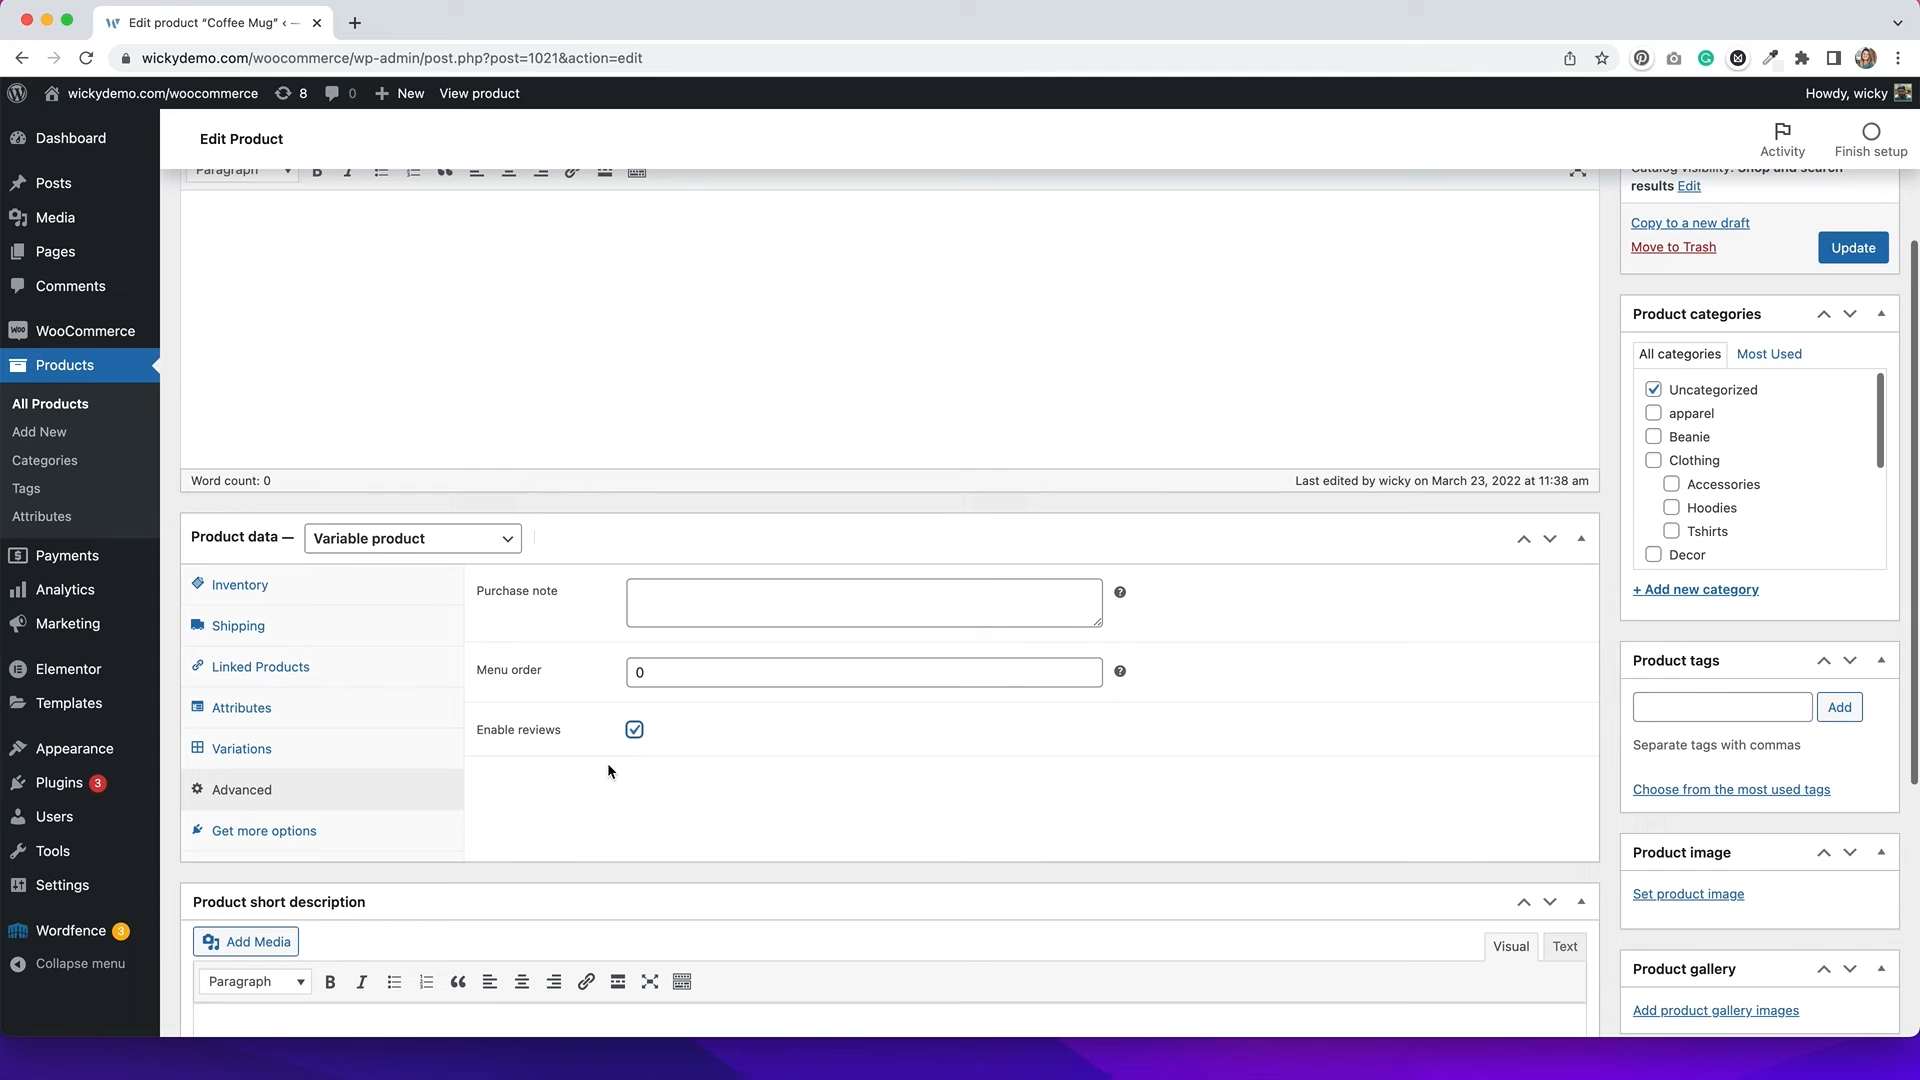 Edit product “Coffee Mug” ‹ —
wickydemo.com/woocommerce/wp-admin/post.php?post=1021&action=edit
wickydemo.com/woocommerce 8 0 New View product Howdy, wicky
Edit Product
Activity
Finish setup
Dashboard
Posts
Media
Pages
Comments
WooCommerce
Products
All Products
Add New
Categories
Tags
Attributes
Payments
Analytics
Marketing
Elementor
Templates
Appearance
Plugins 3
Users
Tools
Settings
Wordfence 3
Collapse menu
Paragraph
Word count: 0
Last edited by wicky on March 23, 2022 at 11:38 am
Product data — Variable product
Inventory
Shipping
Linked Products
Attributes
Variations
Advanced
Get more options
Purchase note
Menu order 0
Enable reviews
Product short description
Add Media
Visual Text
Paragraph
Catalog visibility: Shop and search
results Edit
Copy to a new draft
Move to Trash
Update
Product categories
All categories Most Used
Uncategorized
apparel
Beanie
Clothing
Accessories
Hoodies
Tshirts
Decor
+ Add new category
Product tags
Add
Separate tags with commas
Choose from the most used tags
Product image
Set product image
Product gallery
Add product gallery images